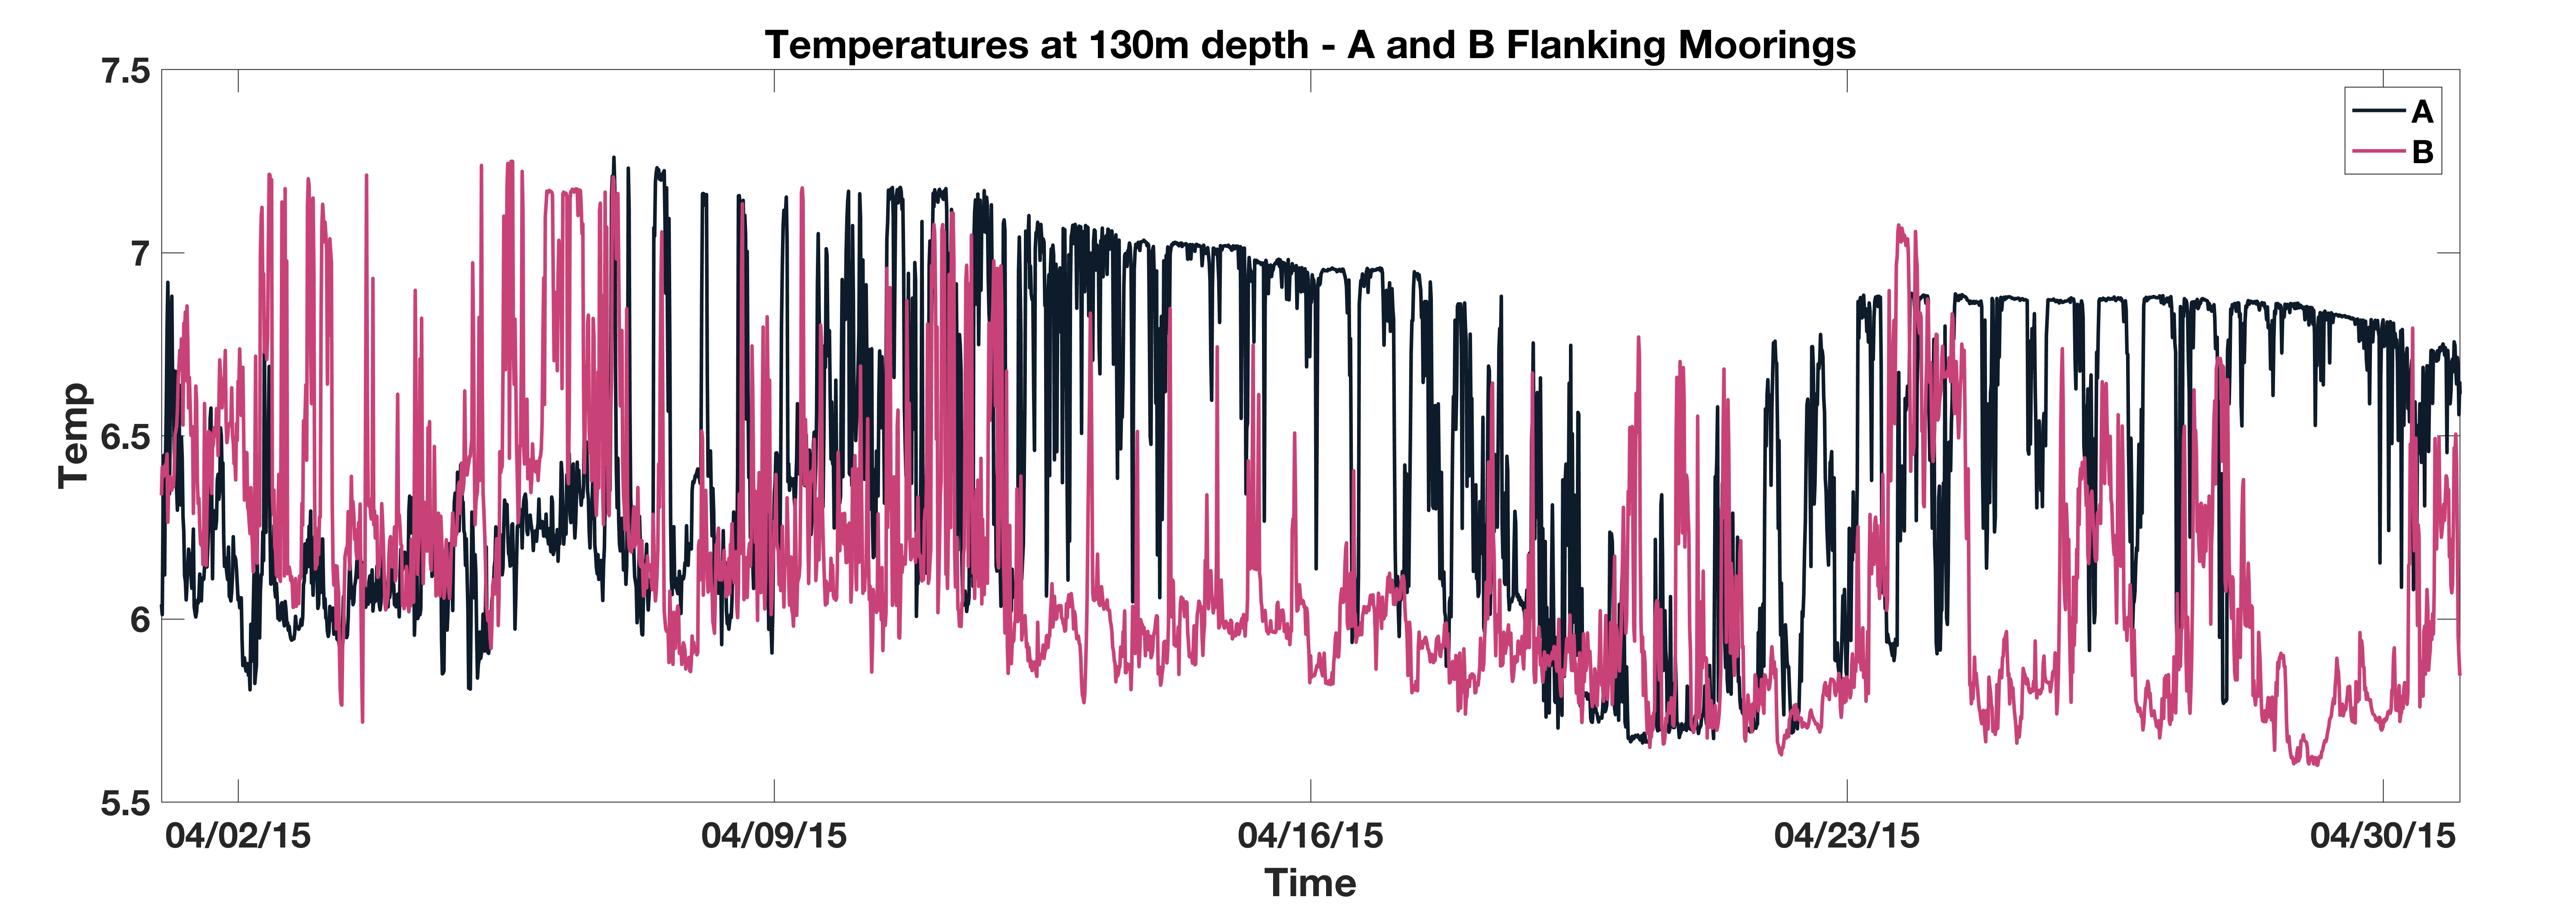 Temperatures at 130m depth - A and B Flanking Moorings
7.5
7
6.5
6
5.5
Temp
A
B
04/02/15 04/09/15 04/16/15 04/23/15 04/30/15
Time